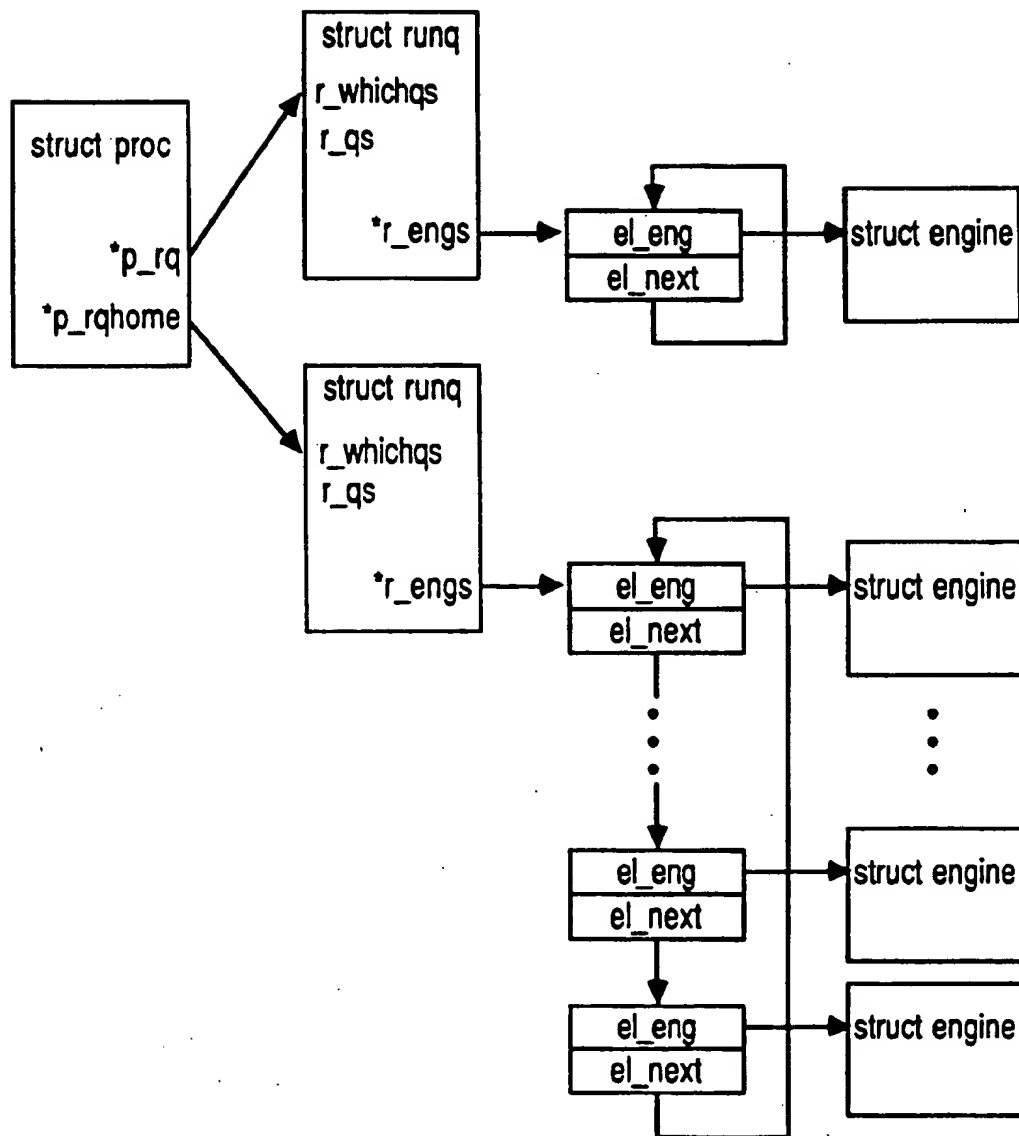 struct proc
*p_rq
*p_rqhome
struct runq
r_whichqs
r_qs
*r_engs
el_eng
el_next
struct engine
struct runq
r_whichqs
r_qs
*r_engs
el_eng
el_next
struct engine
el_eng
el_next
struct engine
el_eng
el_next
struct engine